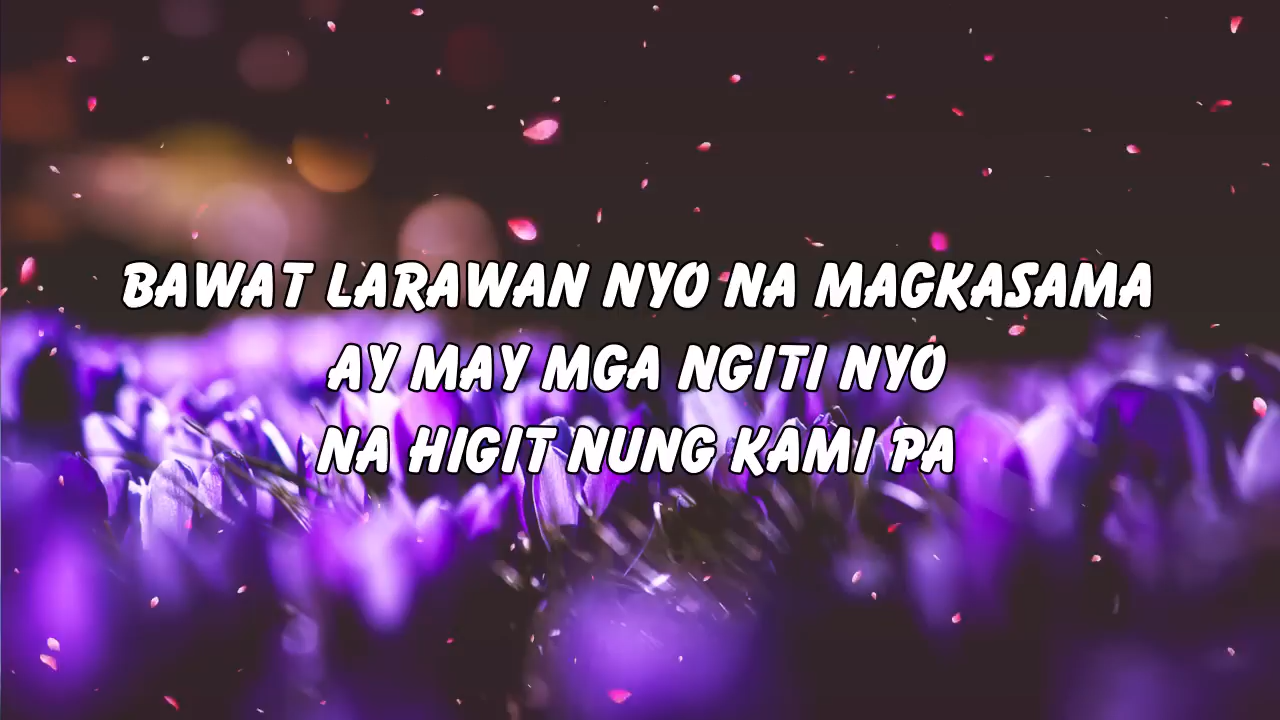 BAWAT LARAWAN NYO NA MAGKASAMA
AY MAY MGA NGITI NYO
NA HIGIT NUNG KAMI PA